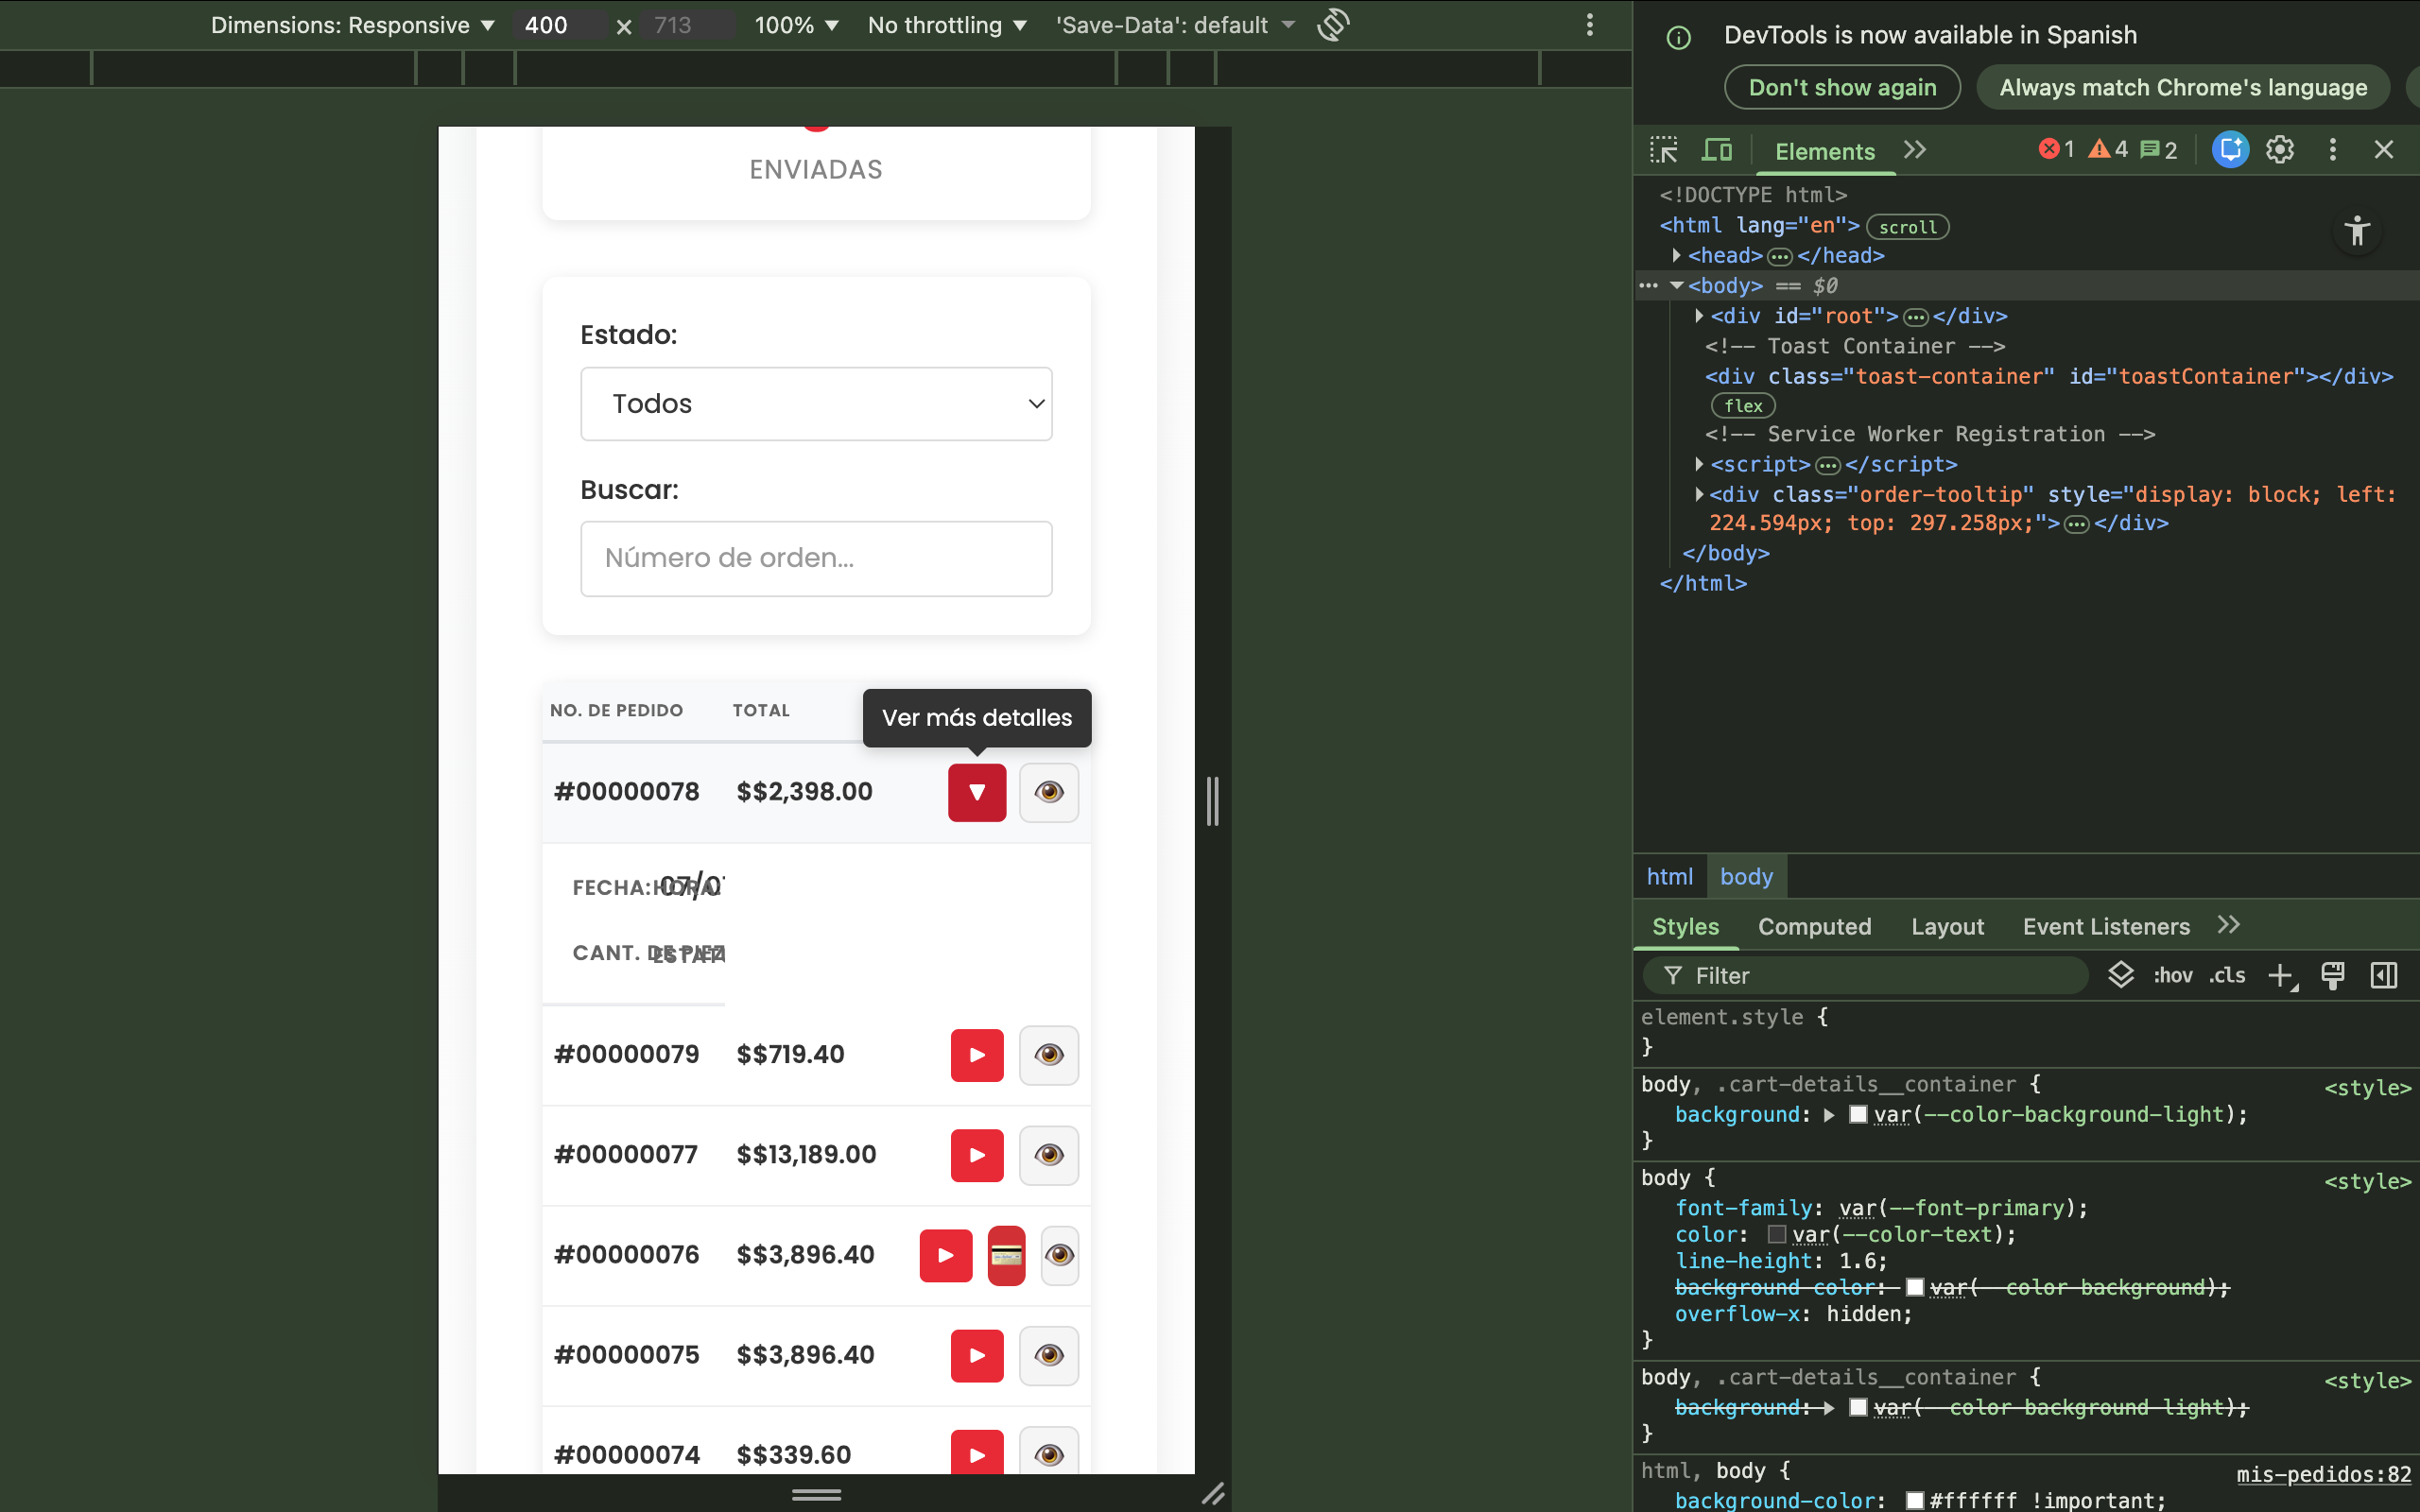 Dimensions: Responsive ▼ 400 × 713 100% ▼ No throttling ▼ 'Save-Data': default ▼
ENVIADAS
Estado:
Todos
Buscar:
Número de orden...
NO. DE PEDIDO TOTAL
Ver más detalles
#00000078 $$2,398.00
FECHA: HORA: 07/0
CANT. DE PIEZ ESTAT
#00000079 $$719.40
#00000077 $$13,189.00
#00000076 $$3,896.40
#00000075 $$3,896.40
#00000074 $$339.60
DevTools is now available in Spanish
Don't show again Always match Chrome's language
Elements 1 4 2
<!DOCTYPE html>
<html lang="en"> scroll
<head> ••• </head>
••• <body> == $0
<div id="root"> ••• </div>
<!-- Toast Container -->
<div class="toast-container" id="toastContainer"></div>
flex
<!-- Service Worker Registration -->
<script> ••• </script>
<div class="order-tooltip" style="display: block; left:
224.594px; top: 297.258px;"> ••• </div>
</body>
</html>
html body
Styles Computed Layout Event Listeners
Filter :hov .cls
element.style {
}
body, .cart-details__container { <style>
background: var(--color-background-light);
}
body { <style>
font-family: var(--font-primary);
color: var(--color-text);
line-height: 1.6;
background-color: var(--color-background);
overflow-x: hidden;
}
body, .cart-details__container { <style>
background: var(--color-background-light);
}
html, body { mis-pedidos:82
background-color: #ffffff !important;